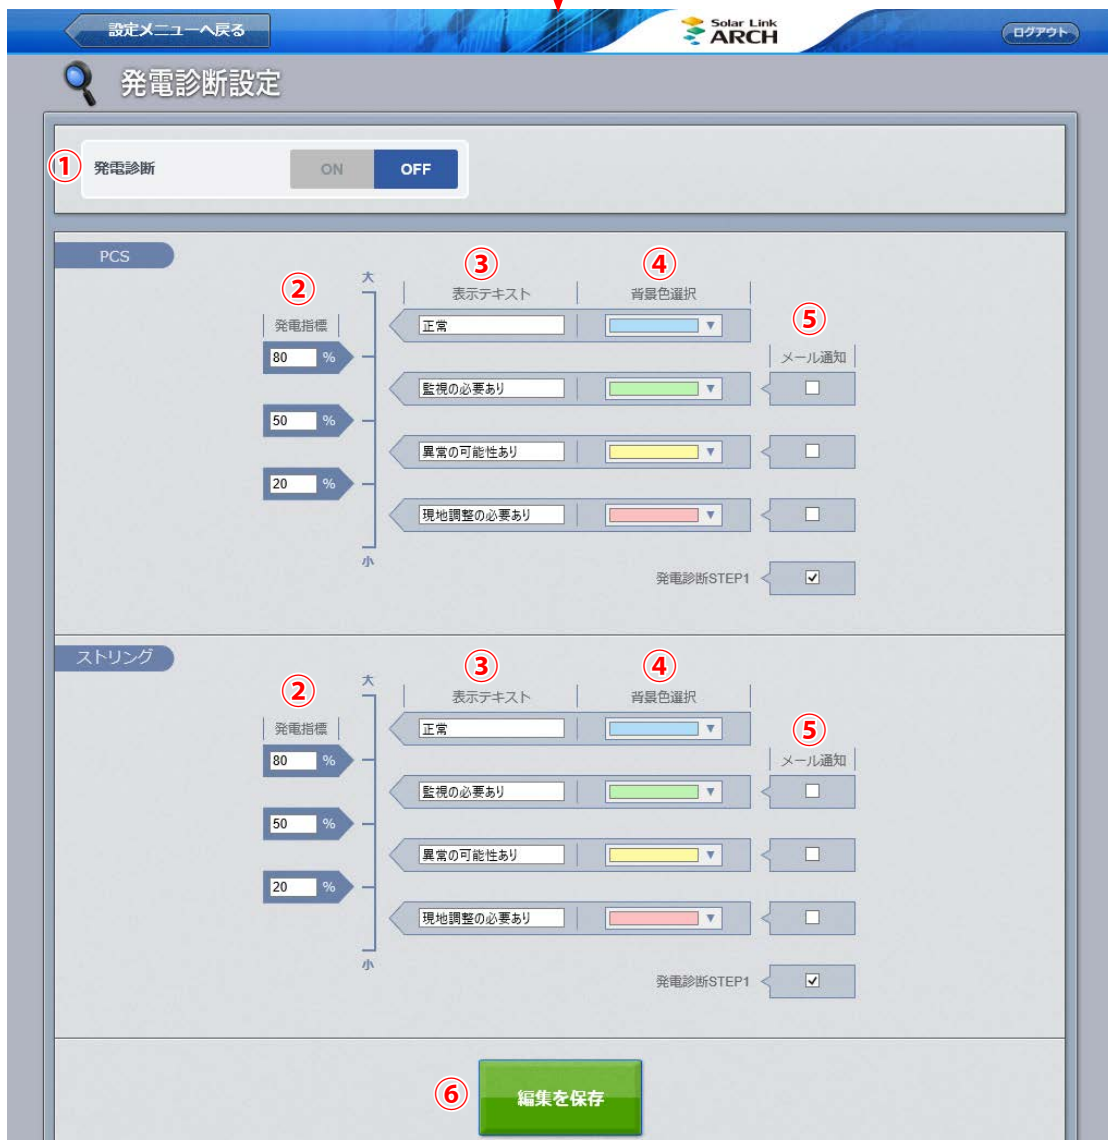 設定メニューへ戻る
Solar Link
ARCH
ログアウト
発電診断設定
① 発電診断 ON OFF
PCS
② ③ ④ ⑤
大
発電指標 表示テキスト 背景色選択 メール通知
正常
80 %
監視の必要あり
50 %
異常の可能性あり
20 %
現地調整の必要あり
小
発電診断STEP1
ストリング
② ③ ④ ⑤
大
発電指標 表示テキスト 背景色選択 メール通知
正常
80 %
監視の必要あり
50 %
異常の可能性あり
20 %
現地調整の必要あり
小
発電診断STEP1
⑥ 編集を保存